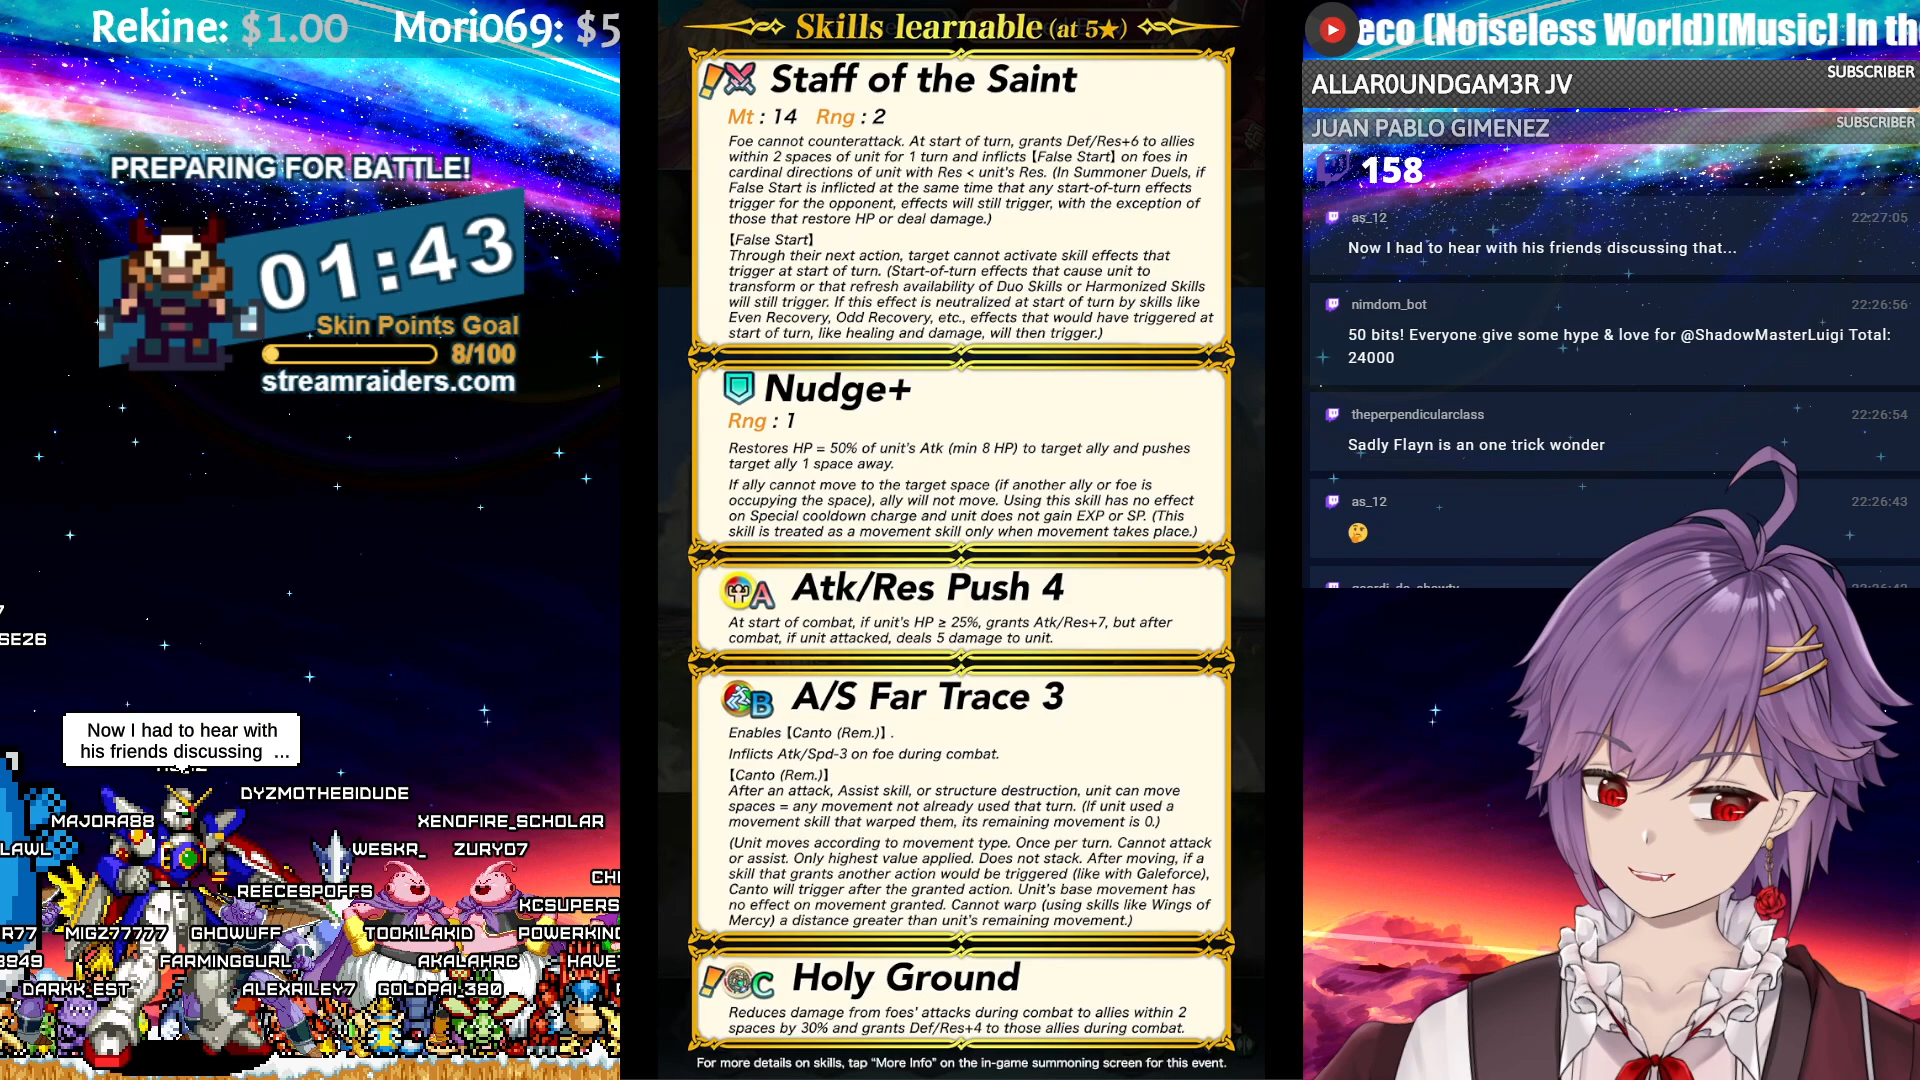 Rekine: $1.00 Mori069: $5
PREPARING FOR BATTLE!
01:43
Skin Points Goal
8/100
streamraiders.com
SE26
Now I had to hear with
his friends discussing ...
DYZMOTHEBIDUDE
MAJORA88
XENOFIRE_SCHOLAR
LAWL
WESKR_
ZURY07
REECESPOFFS
CH
KCSUPERS
R77
MIGZ77777
GHOWUFF
TOOKILAKID
POWERKING
3949
FARMINGGURL
AKALAHRC
HAVE
DARKK_EST
ALEXRILEY7
GOLDPAL380
Skills learnable (at 5★)
Staff of the Saint
Mt : 14 Rng : 2
Foe cannot counterattack. At start of turn, grants Def/Res+6 to allies
within 2 spaces of unit for 1 turn and inflicts【False Start】on foes in
cardinal directions of unit with Res < unit's Res. (In Summoner Duels, if
False Start is inflicted at the same time that any start-of-turn effects
trigger for the opponent, effects will still trigger, with the exception of
those that restore HP or deal damage.)
【False Start】
Through their next action, target cannot activate skill effects that
trigger at start of turn. (Start-of-turn effects that cause unit to
transform or that refresh availability of Duo Skills or Harmonized Skills
will still trigger. If this effect is neutralized at start of turn by skills like
Even Recovery, Odd Recovery, etc., effects that would have triggered at
start of turn, like healing and damage, will then trigger.)
Nudge+
Rng : 1
Restores HP = 50% of unit's Atk (min 8 HP) to target ally and pushes
target ally 1 space away.
If ally cannot move to the target space (if another ally or foe is
occupying the space), ally will not move. Using this skill has no effect
on Special cooldown charge and unit does not gain EXP or SP. (This
skill is treated as a movement skill only when movement takes place.)
A Atk/Res Push 4
At start of combat, if unit's HP ≥ 25%, grants Atk/Res+7, but after
combat, if unit attacked, deals 5 damage to unit.
B A/S Far Trace 3
Enables【Canto (Rem.)】.
Inflicts Atk/Spd-3 on foe during combat.
【Canto (Rem.)】
After an attack, Assist skill, or structure destruction, unit can move
spaces = any movement not already used that turn. (If unit used a
movement skill that warped them, its remaining movement is 0.)
(Unit moves according to movement type. Once per turn. Cannot attack
or assist. Only highest value applied. Does not stack. After moving, if a
skill that grants another action would be triggered (like with Galeforce),
Canto will trigger after the granted action. Unit's base movement has
no effect on movement granted. Cannot warp (using skills like Wings of
Mercy) a distance greater than unit's remaining movement.)
C Holy Ground
Reduces damage from foes' attacks during combat to allies within 2
spaces by 30% and grants Def/Res+4 to those allies during combat.
For more details on skills, tap "More Info" on the in-game summoning screen for this event.
eco (Noiseless World)[Music] In th
ALLAR0UNDGAM3R JV SUBSCRIBER
JUAN PABLO GIMENEZ SUBSCRIBER
158
as_12 22:27:05
Now I had to hear with his friends discussing that...
nimdom_bot 22:26:56
50 bits! Everyone give some hype & love for @ShadowMasterLuigi Total:
24000
theperpendicularclass 22:26:54
Sadly Flayn is an one trick wonder
as_12 22:26:43